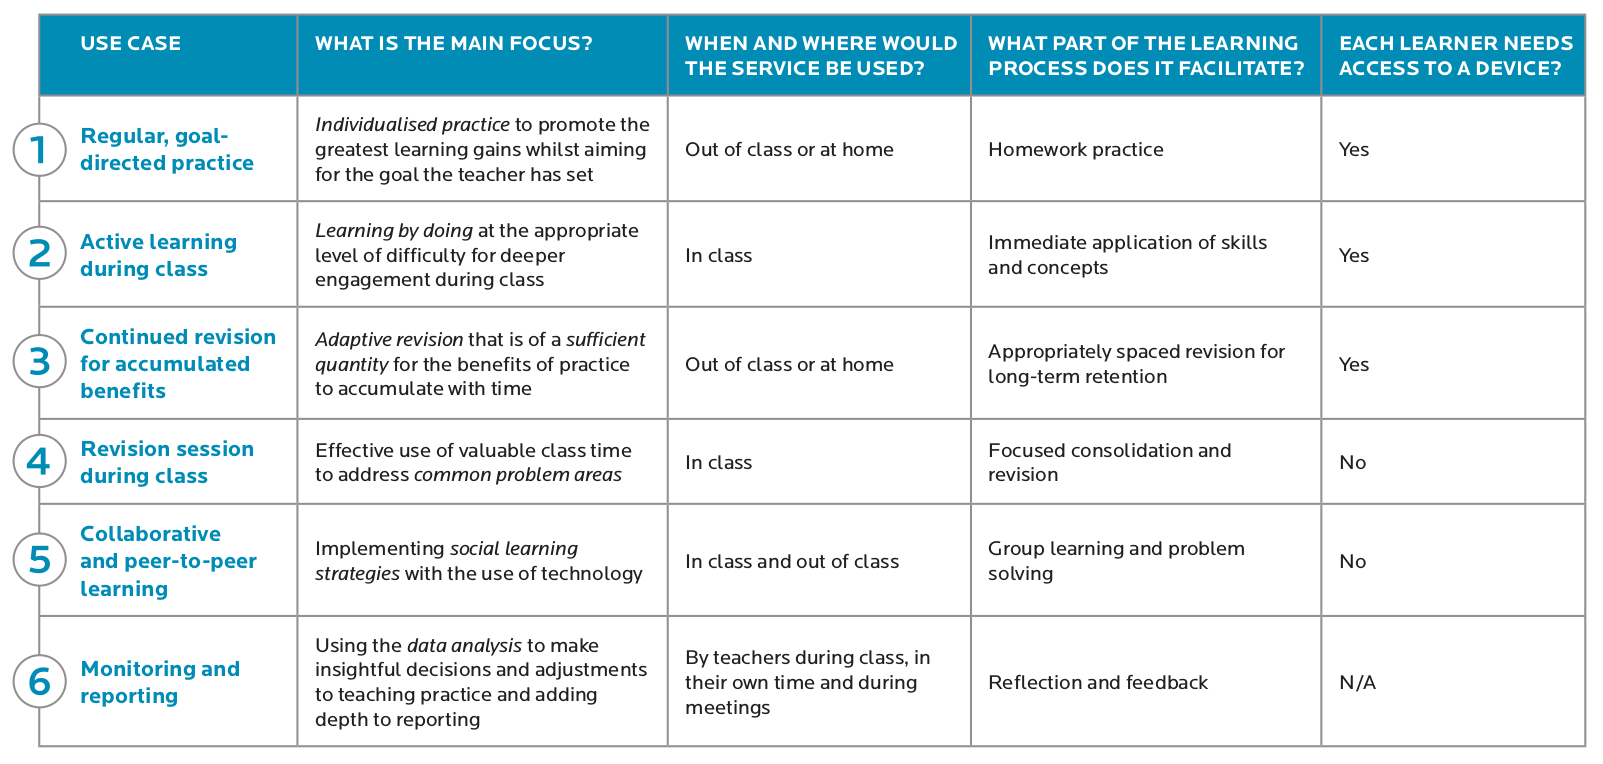 USE CASE
WHAT IS THE MAIN FOCUS?
WHEN AND WHERE WOULD
THE SERVICE BE USED?
WHAT PART OF THE LEARNING
PROCESS DOES IT FACILITATE?
EACH LEARNER NEEDS
ACCESS TO A DEVICE?
1
Regular, goal-
directed practice
Individualised practice to promote the
greatest learning gains whilst aiming
for the goal the teacher has set
Out of class or at home
Homework practice
Yes
2
Active learning
during class
Learning by doing at the appropriate
level of difficulty for deeper
engagement during class
In class
Immediate application of skills
and concepts
Yes
3
Continued revision
for accumulated
benefits
Adaptive revision that is of a sufficient
quantity for the benefits of practice
to accumulate with time
Out of class or at home
Appropriately spaced revision for
long-term retention
Yes
4
Revision session
during class
Effective use of valuable class time
to address common problem areas
In class
Focused consolidation and
revision
No
5
Collaborative
and peer-to-peer
learning
Implementing social learning
strategies with the use of technology
In class and out of class
Group learning and problem
solving
No
6
Monitoring and
reporting
Using the data analysis to make
insightful decisions and adjustments
to teaching practice and adding
depth to reporting
By teachers during class, in
their own time and during
meetings
Reflection and feedback
N/A